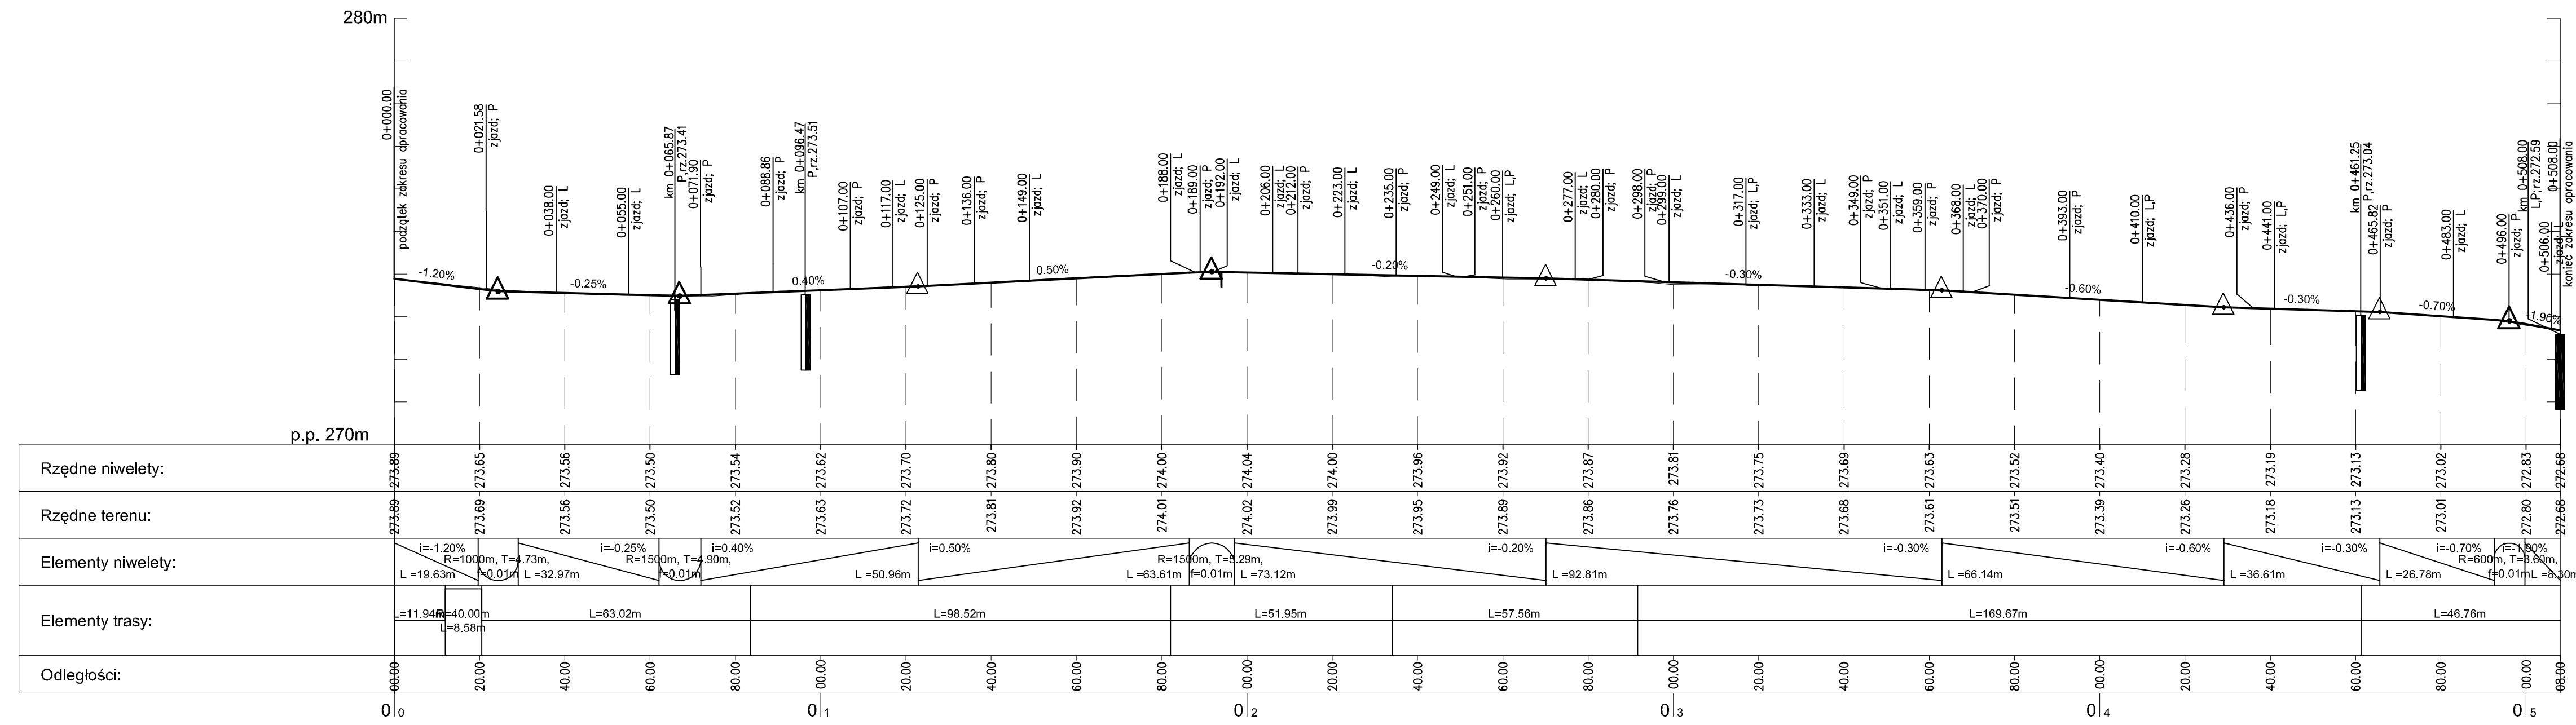 280m
0+000.00
początek zakresu opracowania
0+021.58
zjazd; P
0+038.00
zjazd; L
0+055.00
zjazd; L
km 0+065.87
P,rz.273.41
0+071.90
zjazd; P
0+088.86
zjazd; P
km 0+096.47
P,rz.273.51
0+107.00
zjazd; P
0+117.00
zjazd; L
0+125.00
zjazd; P
0+136.00
zjazd; P
0+149.00
zjazd; L
0+188.00
zjazd; L
0+189.00
zjazd; P
0+192.00
zjazd; L
0+206.00
zjazd; L
0+212.00
zjazd; P
0+223.00
zjazd; L
0+235.00
zjazd; P
0+249.00
zjazd; L
0+251.00
zjazd; P
0+260.00
zjazd; L,P
0+277.00
zjazd; L
0+280.00
zjazd; P
0+298.00
zjazd; P
0+299.00
zjazd; L
0+317.00
zjazd; L,P
0+333.00
zjazd; L
0+349.00
zjazd; P
0+351.00
zjazd; L
0+359.00
zjazd; P
0+368.00
zjazd; L
0+370.00
zjazd; P
0+393.00
zjazd; P
0+410.00
zjazd; L,P
0+436.00
zjazd; P
0+441.00
zjazd; L,P
km 0+461.25
P,rz.273.04
0+465.82
zjazd; P
0+483.00
zjazd; L
0+496.00
zjazd; P
km 0+508.00
L,P;rz.272.59
0+506.00
zjazd; L
0+508.00
koniec zakresu opracowania
-1.20% -0.25% 0.40% 0.50% -0.20% -0.30% -0.60% -0.30% -0.70% -1.90%
p.p. 270m
Rzędne niwelety: 273.89 273.65 273.56 273.50 273.54 273.62 273.70 273.80 273.90 274.00 274.04 274.00 273.96 273.92 273.87 273.81 273.75 273.69 273.63 273.52 273.40 273.28 273.19 273.13 273.02 272.83 272.68
Rzędne terenu: 273.89 273.69 273.56 273.50 273.52 273.63 273.72 273.81 273.92 274.01 274.02 273.99 273.95 273.89 273.86 273.76 273.73 273.68 273.61 273.51 273.39 273.26 273.18 273.13 273.01 272.80 272.68
Elementy niwelety:
i=-1.20% i=-0.25% i=0.40% i=0.50% i=-0.20% i=-0.30% i=-0.60% i=-0.30% i=-0.70% i=-1.90%
R=1000m, T=4.73m, R=1500m, T=4.90m, R=1500m, T=5.29m, R=600m, T=3.60m,
L =19.63m f=0.01m L =32.97m f=0.01m L =50.96m L =63.61m f=0.01m L =73.12m L =92.81m L =66.14m L =36.61m L =26.78m f=0.01m L =8.30m
Elementy trasy:
L=11.94m R=40.00m L=63.02m L=98.52m L=51.95m L=57.56m L=169.67m L=46.76m
L=8.58m
Odległości: 00.00 20.00 40.00 60.00 80.00 00.00 20.00 40.00 60.00 80.00 00.00 20.00 40.00 60.00 80.00 00.00 20.00 40.00 60.00 80.00 00.00 20.00 40.00 60.00 80.00 00.00 08.00
0 0 0 1 0 2 0 3 0 4 0 5